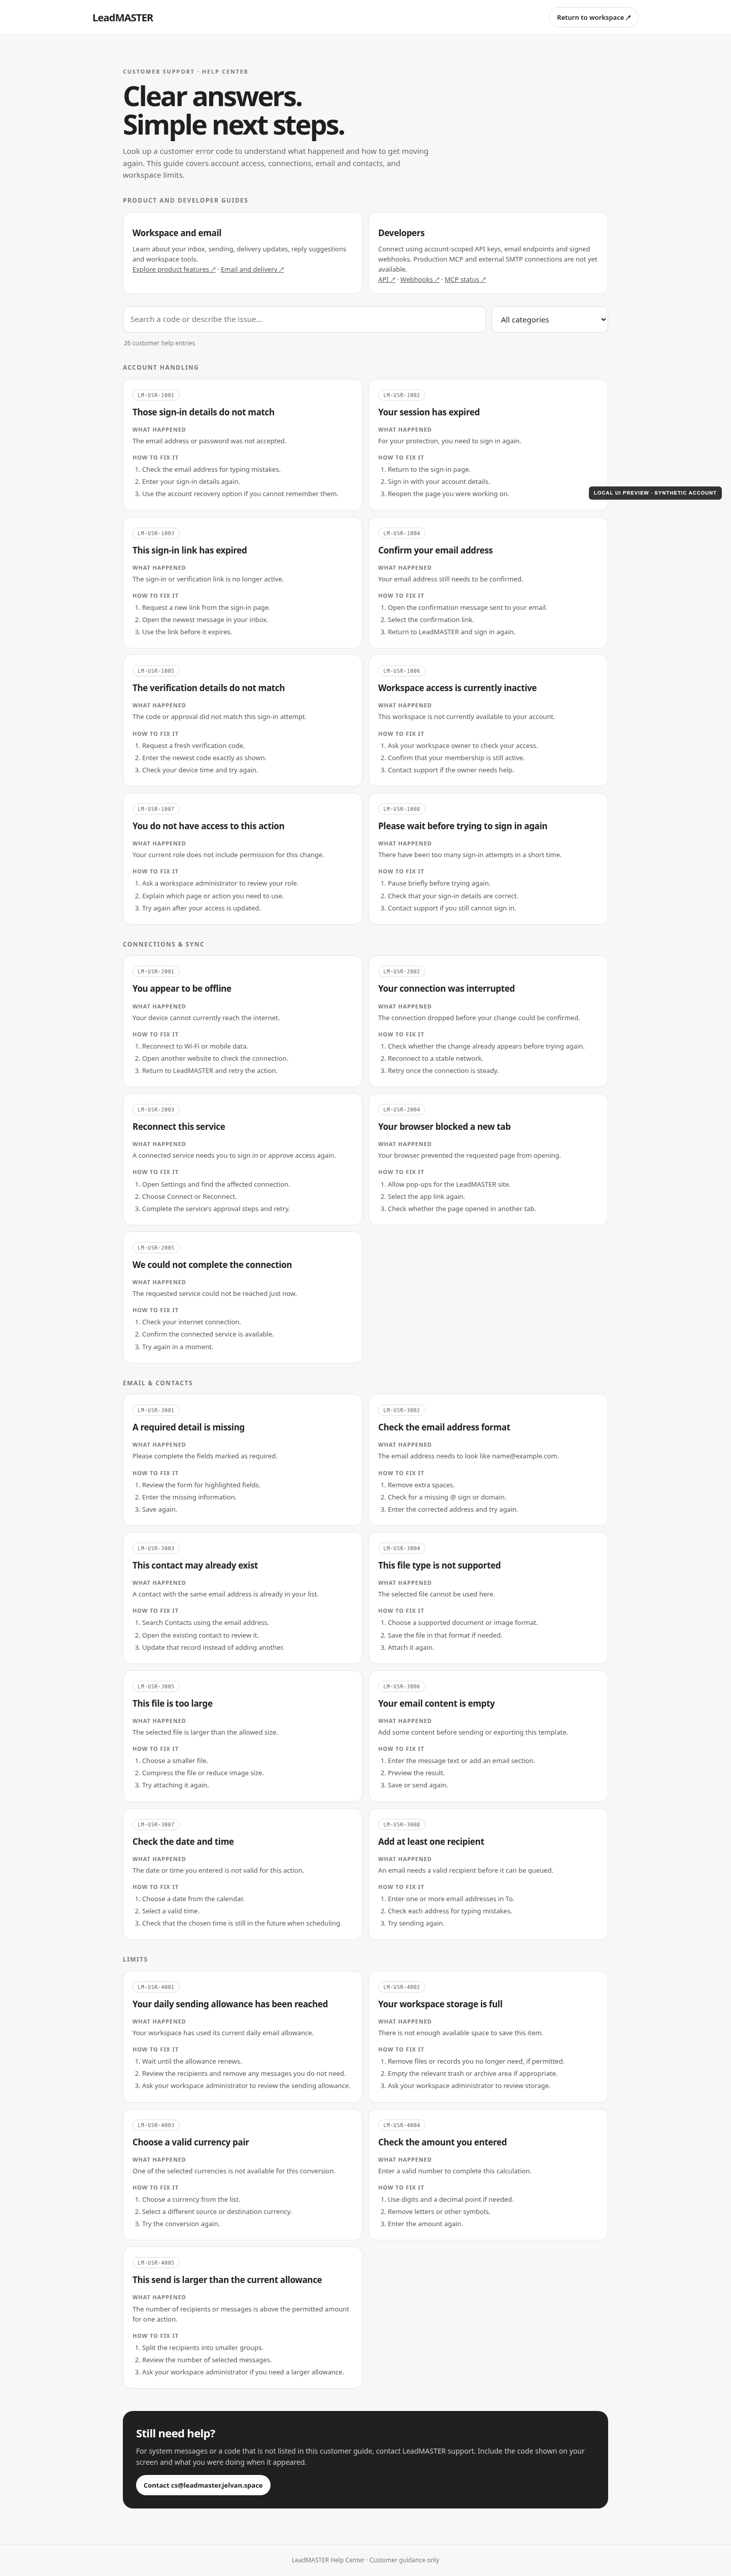 LeadMASTER
Return to workspace ↗
CUSTOMER SUPPORT · HELP CENTER
Clear answers.
Simple next steps.
Look up a customer error code to understand what happened and how to get moving
again. This guide covers account access, connections, email and contacts, and
workspace limits.
PRODUCT AND DEVELOPER GUIDES
Workspace and email
Learn about your inbox, sending, delivery updates, reply suggestions
and workspace tools.
Explore product features ↗ · Email and delivery ↗
Developers
Connect using account-scoped API keys, email endpoints and signed
webhooks. Production MCP and external SMTP connections are not yet
available.
API ↗ · Webhooks ↗ · MCP status ↗
Search a code or describe the issue...
All categories
26 customer help entries
ACCOUNT HANDLING
LM-USR-1001
Those sign-in details do not match
WHAT HAPPENED
The email address or password was not accepted.
HOW TO FIX IT
1. Check the email address for typing mistakes.
2. Enter your sign-in details again.
3. Use the account recovery option if you cannot remember them.
LM-USR-1002
Your session has expired
WHAT HAPPENED
For your protection, you need to sign in again.
HOW TO FIX IT
1. Return to the sign-in page.
2. Sign in with your account details.
3. Reopen the page you were working on.
LOCAL UI PREVIEW · SYNTHETIC ACCOUNT
LM-USR-1003
This sign-in link has expired
WHAT HAPPENED
The sign-in or verification link is no longer active.
HOW TO FIX IT
1. Request a new link from the sign-in page.
2. Open the newest message in your inbox.
3. Use the link before it expires.
LM-USR-1004
Confirm your email address
WHAT HAPPENED
Your email address still needs to be confirmed.
HOW TO FIX IT
1. Open the confirmation message sent to your email.
2. Select the confirmation link.
3. Return to LeadMASTER and sign in again.
LM-USR-1005
The verification details do not match
WHAT HAPPENED
The code or approval did not match this sign-in attempt.
HOW TO FIX IT
1. Request a fresh verification code.
2. Enter the newest code exactly as shown.
3. Check your device time and try again.
LM-USR-1006
Workspace access is currently inactive
WHAT HAPPENED
This workspace is not currently available to your account.
HOW TO FIX IT
1. Ask your workspace owner to check your access.
2. Confirm that your membership is still active.
3. Contact support if the owner needs help.
LM-USR-1007
You do not have access to this action
WHAT HAPPENED
Your current role does not include permission for this change.
HOW TO FIX IT
1. Ask a workspace administrator to review your role.
2. Explain which page or action you need to use.
3. Try again after your access is updated.
LM-USR-1008
Please wait before trying to sign in again
WHAT HAPPENED
There have been too many sign-in attempts in a short time.
HOW TO FIX IT
1. Pause briefly before trying again.
2. Check that your sign-in details are correct.
3. Contact support if you still cannot sign in.
CONNECTIONS & SYNC
LM-USR-2001
You appear to be offline
WHAT HAPPENED
Your device cannot currently reach the internet.
HOW TO FIX IT
1. Reconnect to Wi-Fi or mobile data.
2. Open another website to check the connection.
3. Return to LeadMASTER and retry the action.
LM-USR-2002
Your connection was interrupted
WHAT HAPPENED
The connection dropped before your change could be confirmed.
HOW TO FIX IT
1. Check whether the change already appears before trying again.
2. Reconnect to a stable network.
3. Retry once the connection is steady.
LM-USR-2003
Reconnect this service
WHAT HAPPENED
A connected service needs you to sign in or approve access again.
HOW TO FIX IT
1. Open Settings and find the affected connection.
2. Choose Connect or Reconnect.
3. Complete the service's approval steps and retry.
LM-USR-2004
Your browser blocked a new tab
WHAT HAPPENED
Your browser prevented the requested page from opening.
HOW TO FIX IT
1. Allow pop-ups for the LeadMASTER site.
2. Select the app link again.
3. Check whether the page opened in another tab.
LM-USR-2005
We could not complete the connection
WHAT HAPPENED
The requested service could not be reached just now.
HOW TO FIX IT
1. Check your internet connection.
2. Confirm the connected service is available.
3. Try again in a moment.
EMAIL & CONTACTS
LM-USR-3001
A required detail is missing
WHAT HAPPENED
Please complete the fields marked as required.
HOW TO FIX IT
1. Review the form for highlighted fields.
2. Enter the missing information.
3. Save again.
LM-USR-3002
Check the email address format
WHAT HAPPENED
The email address needs to look like name@example.com.
HOW TO FIX IT
1. Remove extra spaces.
2. Check for a missing @ sign or domain.
3. Enter the corrected address and try again.
LM-USR-3003
This contact may already exist
WHAT HAPPENED
A contact with the same email address is already in your list.
HOW TO FIX IT
1. Search Contacts using the email address.
2. Open the existing contact to review it.
3. Update that record instead of adding another.
LM-USR-3004
This file type is not supported
WHAT HAPPENED
The selected file cannot be used here.
HOW TO FIX IT
1. Choose a supported document or image format.
2. Save the file in that format if needed.
3. Attach it again.
LM-USR-3005
This file is too large
WHAT HAPPENED
The selected file is larger than the allowed size.
HOW TO FIX IT
1. Choose a smaller file.
2. Compress the file or reduce image size.
3. Try attaching it again.
LM-USR-3006
Your email content is empty
WHAT HAPPENED
Add some content before sending or exporting this template.
HOW TO FIX IT
1. Enter the message text or add an email section.
2. Preview the result.
3. Save or send again.
LM-USR-3007
Check the date and time
WHAT HAPPENED
The date or time you entered is not valid for this action.
HOW TO FIX IT
1. Choose a date from the calendar.
2. Select a valid time.
3. Check that the chosen time is still in the future when scheduling.
LM-USR-3008
Add at least one recipient
WHAT HAPPENED
An email needs a valid recipient before it can be queued.
HOW TO FIX IT
1. Enter one or more email addresses in To.
2. Check each address for typing mistakes.
3. Try sending again.
LIMITS
LM-USR-4001
Your daily sending allowance has been reached
WHAT HAPPENED
Your workspace has used its current daily email allowance.
HOW TO FIX IT
1. Wait until the allowance renews.
2. Review the recipients and remove any messages you do not need.
3. Ask your workspace administrator to review the sending allowance.
LM-USR-4002
Your workspace storage is full
WHAT HAPPENED
There is not enough available space to save this item.
HOW TO FIX IT
1. Remove files or records you no longer need, if permitted.
2. Empty the relevant trash or archive area if appropriate.
3. Ask your workspace administrator to review storage.
LM-USR-4003
Choose a valid currency pair
WHAT HAPPENED
One of the selected currencies is not available for this conversion.
HOW TO FIX IT
1. Choose a currency from the list.
2. Select a different source or destination currency.
3. Try the conversion again.
LM-USR-4004
Check the amount you entered
WHAT HAPPENED
Enter a valid number to complete this calculation.
HOW TO FIX IT
1. Use digits and a decimal point if needed.
2. Remove letters or other symbols.
3. Enter the amount again.
LM-USR-4005
This send is larger than the current allowance
WHAT HAPPENED
The number of recipients or messages is above the permitted amount
for one action.
HOW TO FIX IT
1. Split the recipients into smaller groups.
2. Review the number of selected messages.
3. Ask your workspace administrator if you need a larger allowance.
Still need help?
For system messages or a code that is not listed in this customer guide, contact LeadMASTER support. Include the code shown on your
screen and what you were doing when it appeared.
Contact cs@leadmaster.jelvan.space
LeadMASTER Help Center · Customer guidance only